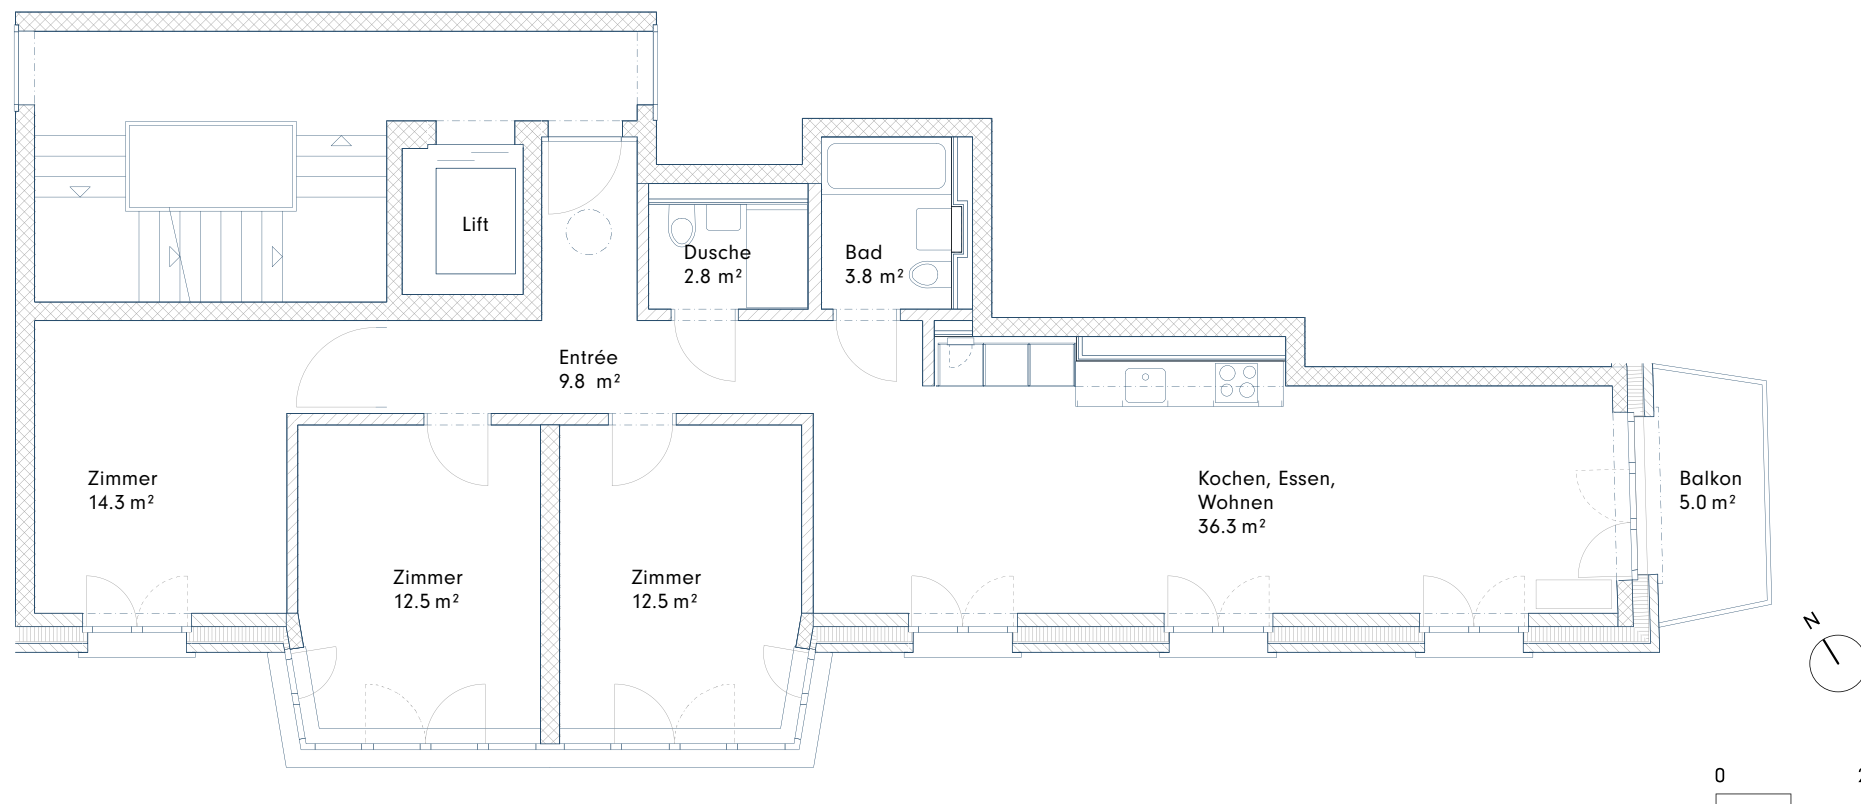 Lift
Dusche
2.8 m²
Bad
3.8 m²
Entrée
9.8 m²
Zimmer
14.3 m²
Zimmer
12.5 m²
Zimmer
12.5 m²
Kochen, Essen,
Wohnen
36.3 m²
Balkon
5.0 m²
N
0